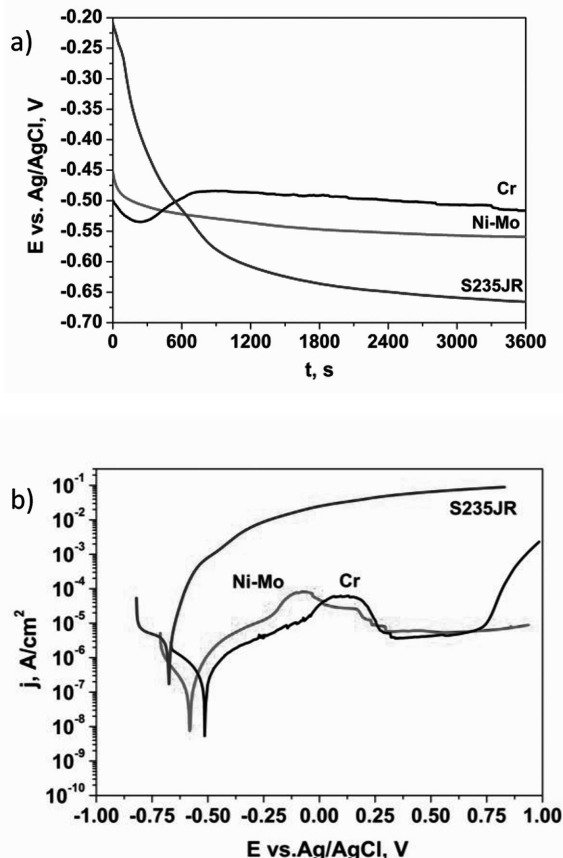 a)
-0.20
-0.25
-0.30
-0.35
-0.40
-0.45
-0.50
-0.55
-0.60
-0.65
-0.70
E vs. Ag/AgCl, V
Cr
Ni-Mo
S235JR
0 600 1200 1800 2400 3000 3600
t, s
b)
10⁻¹
10⁻²
10⁻³
10⁻⁴
10⁻⁵
10⁻⁶
10⁻⁷
10⁻⁸
10⁻⁹
10⁻¹⁰
j, A/cm²
S235JR
Ni-Mo Cr
-1.00 -0.75 -0.50 -0.25 0.00 0.25 0.50 0.75 1.00
E vs.Ag/AgCl, V